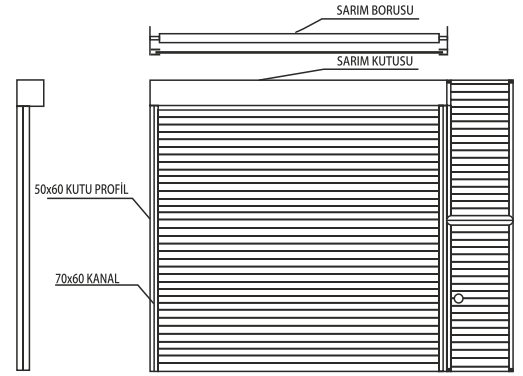 SARIM BORUSU
SARIM KUTUSU
50x60 KUTU PROFİL
70x60 KANAL